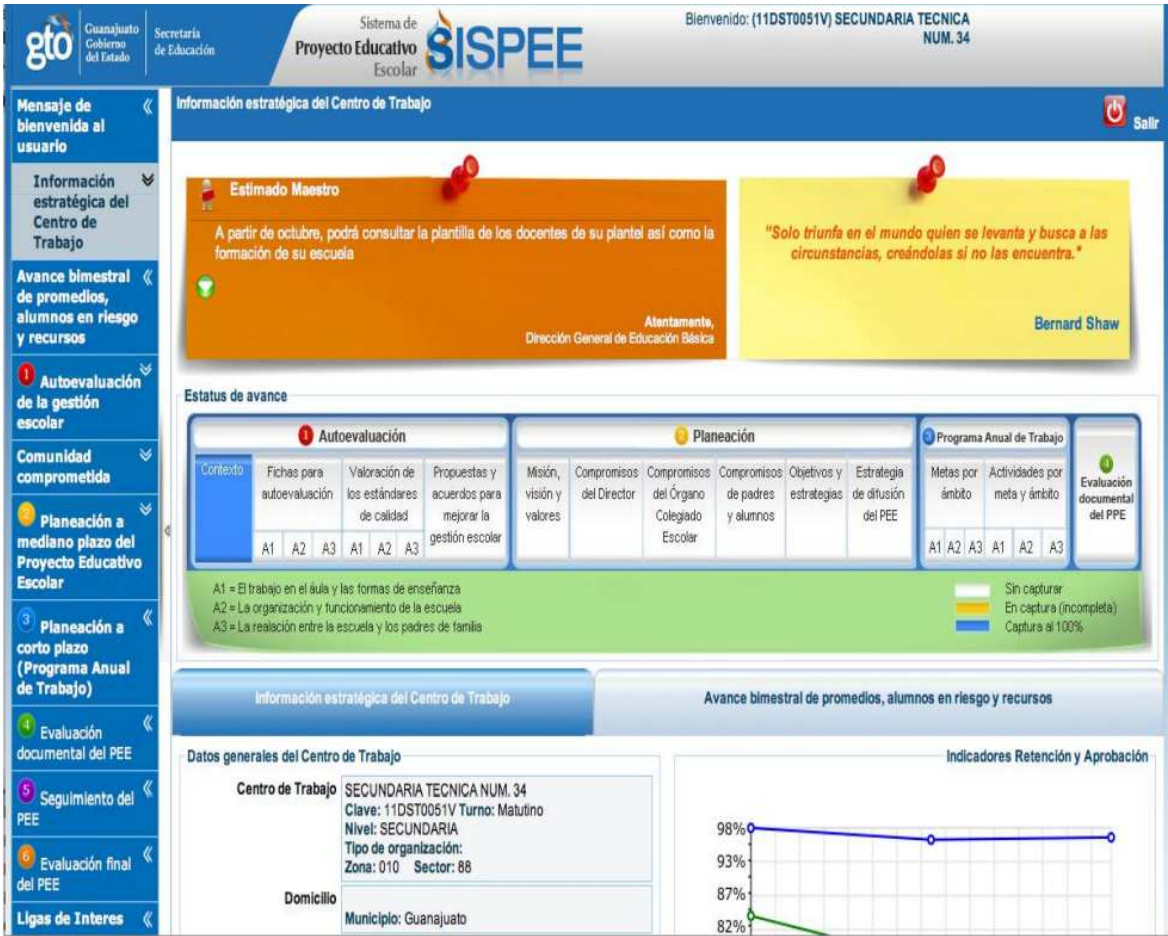 gto
Guanajuato
Gobierno
del Estado
Secretaría
de Educación
Sistema de
Proyecto Educativo
Escolar
SISPEE
Bienvenido: (11DST0051V) SECUNDARIA TECNICA
NUM. 34
Mensaje de
bienvenida al
usuario
Información
estratégica del
Centro de
Trabajo
Avance bimestral
de promedios,
alumnos en riesgo
y recursos
1 Autoevaluación
de la gestión
escolar
Comunidad
comprometida
2 Planeación a
mediano plazo del
Proyecto Educativo
Escolar
3 Planeación a
corto plazo
(Programa Anual
de Trabajo)
4 Evaluación
documental del PEE
5 Seguimiento del
PEE
6 Evaluación final
del PEE
Ligas de Interes
Información estratégica del Centro de Trabajo
Salir
Estimado Maestro
A partir de octubre, podrá consultar la plantilla de los docentes de su plantel así como la
formación de su escuela
Atentamente,
Dirección General de Educación Básica
"Solo triunfa en el mundo quien se levanta y busca a las
circunstancias, creándolas si no las encuentra."
Bernard Shaw
Estatus de avance
1 Autoevaluación
Contexto
Fichas para
autoevaluación
A1 A2 A3
Valoración de
los estándares
de calidad
A1 A2 A3
Propuestas y
acuerdos para
mejorar la
gestión escolar
2 Planeación
Misión,
visión y
valores
Compromisos
del Director
Compromisos
del Órgano
Colegiado
Escolar
Compromisos
de padres
y alumnos
Objetivos y
estrategias
Estrategia
de difusión
del PEE
3 Programa Anual de Trabajo
Metas por
ámbito
A1 A2 A3
Actividades por
meta y ámbito
A1 A2 A3
4
Evaluación
documental
del PPE
A1 = El trabajo en el áula y las formas de enseñanza
A2 = La organización y funcionamiento de la escuela
A3 = La realación entre la escuela y los padres de familia
Sin capturar
En captura (incompleta)
Captura al 100%
Información estratégica del Centro de Trabajo
Avance bimestral de promedios, alumnos en riesgo y recursos
Datos generales del Centro de Trabajo
Centro de Trabajo
SECUNDARIA TECNICA NUM. 34
Clave: 11DST0051V Turno: Matutino
Nivel: SECUNDARIA
Tipo de organización:
Zona: 010 Sector: 88
Domicilio
Municipio: Guanajuato
Indicadores Retención y Aprobación
98%
93%
87%
82%